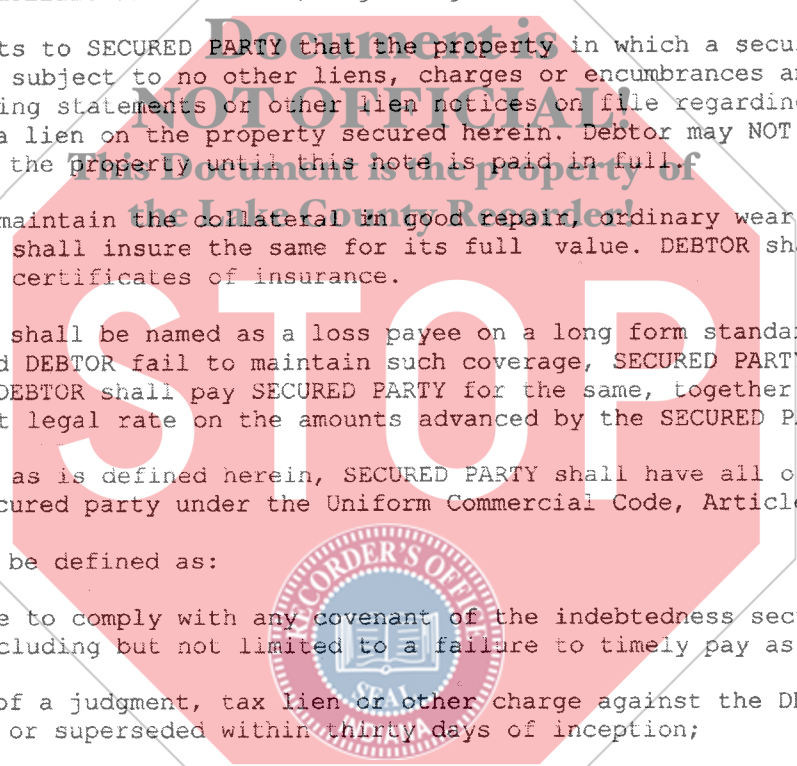 Document is
ts to SECURED PARTY that the property in which a secu
subject to no other liens, charges or encumbrances a
ing statements or other lien notices on file regardin
NOT OFFICIAL!
a lien on the property secured herein. Debtor may NOT
the property until this note is paid in full.
This Document is the property of
the Lake County Recorder!
maintain the collateral in good repair, ordinary wear
shall insure the same for its full value. DEBTOR sh
certificates of insurance.
STOP
shall be named as a loss payee on a long form standa
d DEBTOR fail to maintain such coverage, SECURED PARTY
DEBTOR shall pay SECURED PARTY for the same, together
t legal rate on the amounts advanced by the SECURED P
as is defined herein, SECURED PARTY shall have all o
cured party under the Uniform Commercial Code, Article
be defined as:
RECORDER'S OFFICE
e to comply with any covenant of the indebtedness sec
cluding but not limited to a failure to timely pay as
SEAL
INDIANA
of a judgment, tax lien or other charge against the D
or superseded within thirty days of inception;